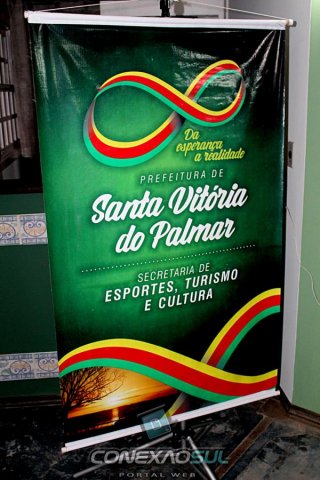 Da
esperança
a realidade
PREFEITURA DE
Santa Vitória
do Palmar
SECRETARIA DE
ESPORTES, TURISMO
E CULTURA
CONEXÃOSUL
PORTAL WEB